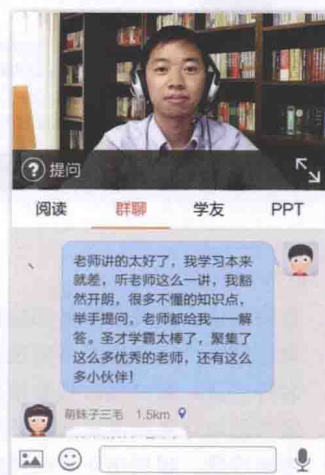 ? 提问
阅读 群聊 学友 PPT
老师讲的太好了，我学习本来
就差，听老师这么一讲，我豁
然开朗，很多不懂的知识点，
举手提问，老师都给我一一解
答。圣才学霸太棒了，聚集了
这么多优秀的老师，还有这么
多小伙伴！
萌妹子三毛 1.5km